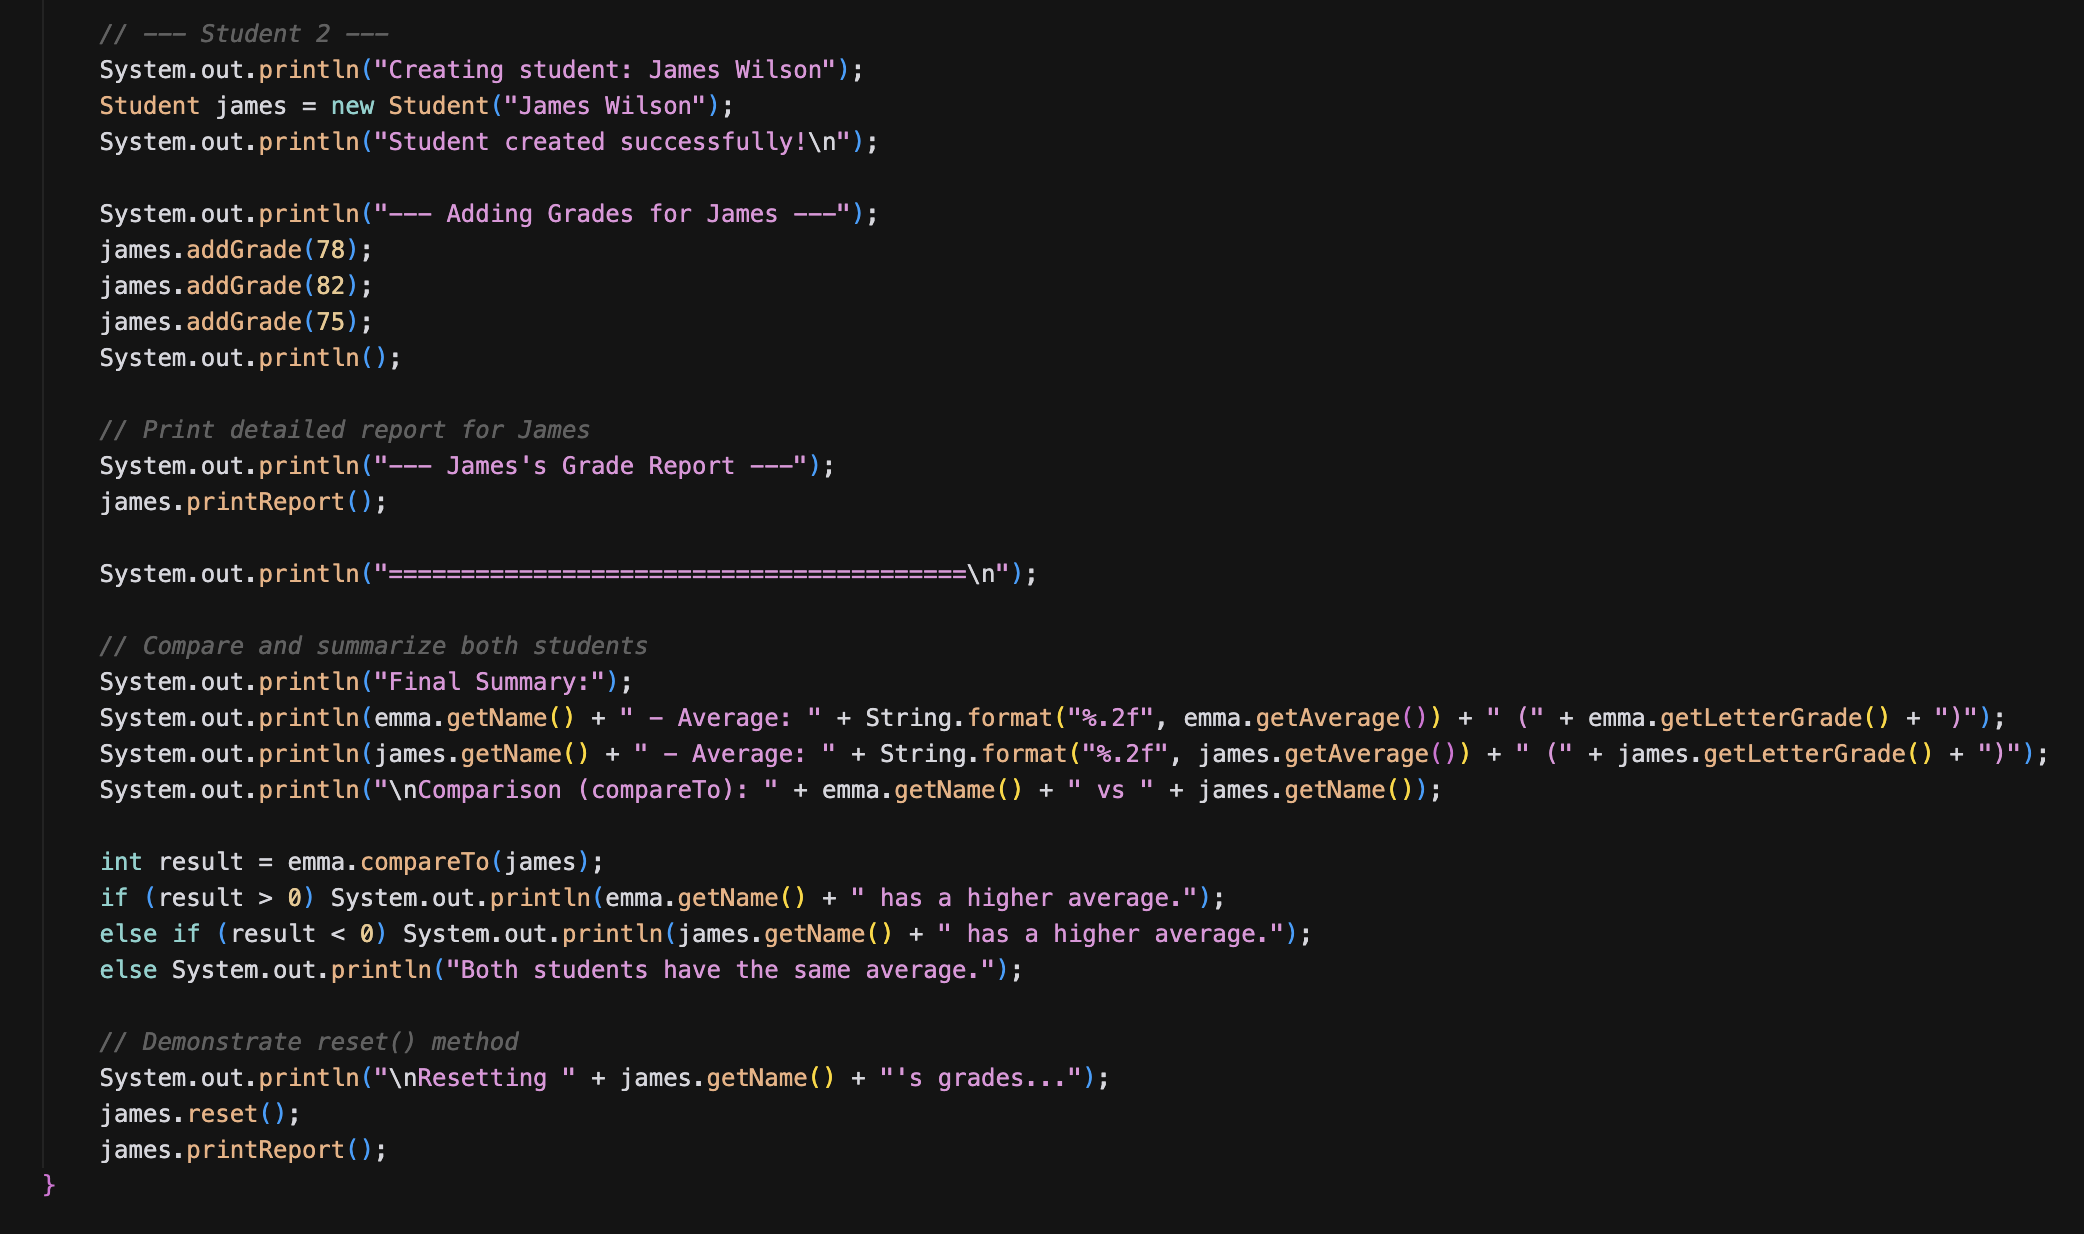 // --- Student 2 ---
System.out.println("Creating student: James Wilson");
Student james = new Student("James Wilson");
System.out.println("Student created successfully!\n");
System.out.println("--- Adding Grades for James ---");
james.addGrade(78);
james.addGrade(82);
james.addGrade(75);
System.out.println();
// Print detailed report for James
System.out.println("--- James's Grade Report ---");
james.printReport();
System.out.println("========================================\n");
// Compare and summarize both students
System.out.println("Final Summary:");
System.out.println(emma.getName() + " - Average: " + String.format("%.2f", emma.getAverage()) + " (" + emma.getLetterGrade() + ")");
System.out.println(james.getName() + " - Average: " + String.format("%.2f", james.getAverage()) + " (" + james.getLetterGrade() + ")");
System.out.println("\nComparison (compareTo): " + emma.getName() + " vs " + james.getName());
int result = emma.compareTo(james);
if (result > 0) System.out.println(emma.getName() + " has a higher average.");
else if (result < 0) System.out.println(james.getName() + " has a higher average.");
else System.out.println("Both students have the same average.");
// Demonstrate reset() method
System.out.println("\nResetting " + james.getName() + "'s grades...");
james.reset();
james.printReport();
}